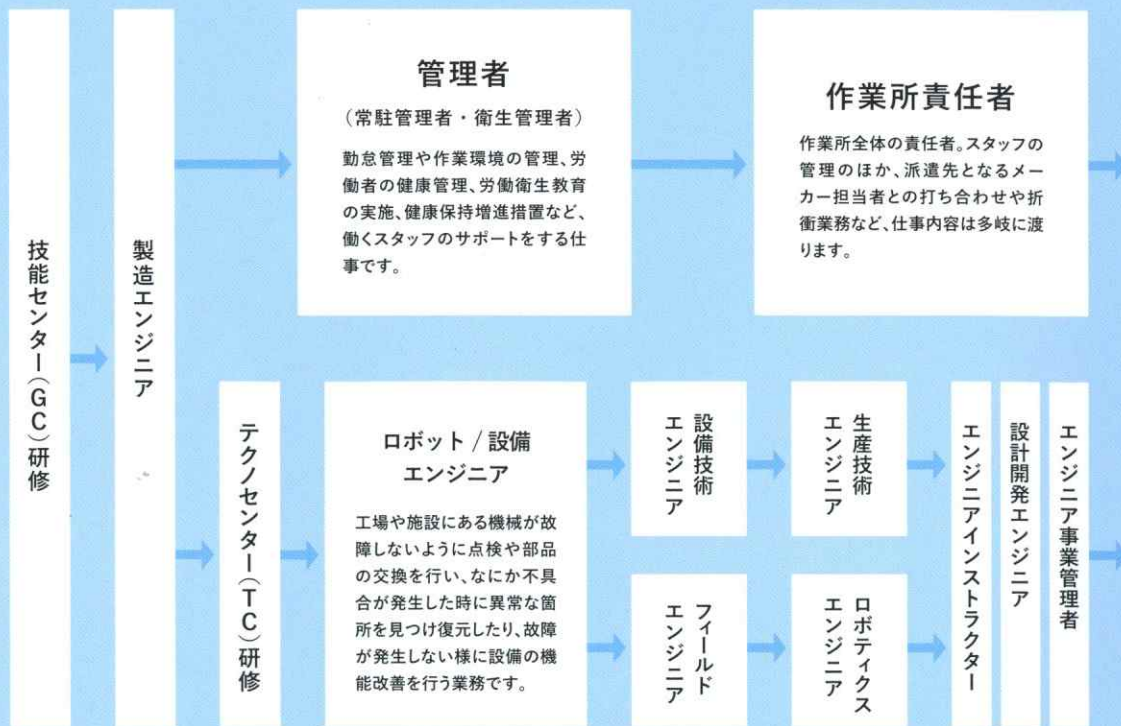 技能センター(GC)研修
製造エンジニア
管理者
(常駐管理者・衛生管理者)
勤怠管理や作業環境の管理、労
働者の健康管理、労働衛生教育
の実施、健康保持増進措置など、
働くスタッフのサポートをする仕
事です。
作業所責任者
作業所全体の責任者。スタッフの
管理のほか、派遣先となるメー
カー担当者との打ち合わせや折
衝業務など、仕事内容は多岐に渡
ります。
テクノセンター(TC)研修
ロボット / 設備
エンジニア
工場や施設にある機械が故
障しないように点検や部品
の交換を行い、なにか不具
合が発生した時に異常な箇
所を見つけ復元したり、故障
が発生しない様に設備の機
能改善を行う業務です。
設備技術
エンジニア
生産技術
エンジニア
フィールド
エンジニア
ロボティクス
エンジニア
エンジニアインストラクター
設計開発エンジニア
エンジニア事業管理者